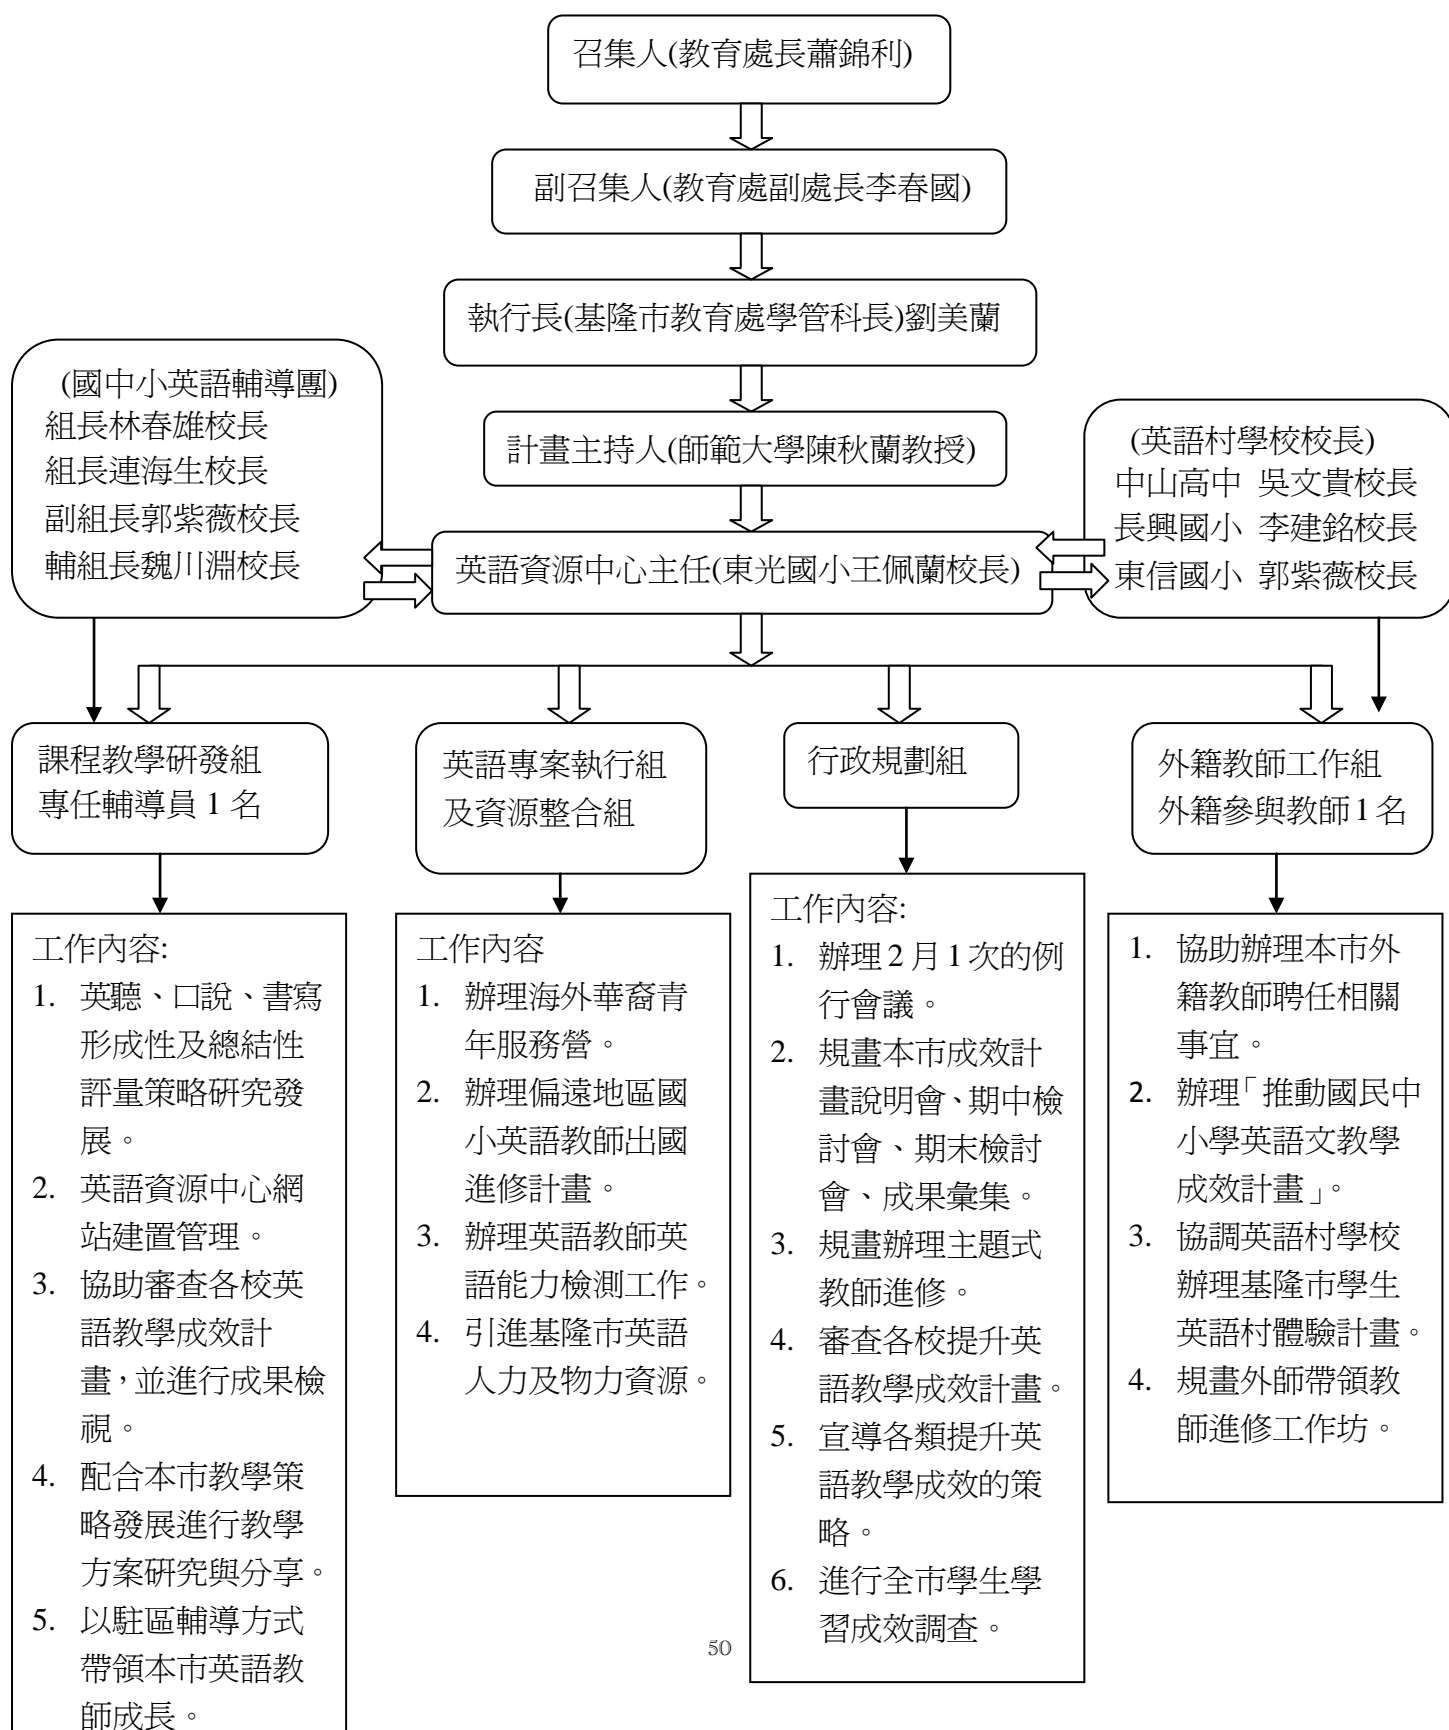 召集人(教育處長蕭錦利)
副召集人(教育處副處長李春國)
執行長(基隆市教育處學管科長)劉美蘭
計畫主持人(師範大學陳秋蘭教授)
(國中小英語輔導團)
組長林春雄校長
組長連海生校長
副組長郭紫薇校長
輔組長魏川淵校長
英語資源中心主任(東光國小王佩蘭校長)
(英語村學校校長)
中山高中 吳文貴校長
長興國小 李建銘校長
東信國小 郭紫薇校長
課程教學研發組
專任輔導員 1 名
英語專案執行組
及資源整合組
行政規劃組
外籍教師工作組
外籍參與教師 1 名
工作內容:
1. 英聽、口說、書寫
形成性及總結性
評量策略研究發
展。
2. 英語資源中心網
站建置管理。
3. 協助審查各校英
語教學成效計
畫,並進行成果檢
視。
4. 配合本市教學策
略發展進行教學
方案研究與分享。
5. 以駐區輔導方式
帶領本市英語教
師成長。
工作內容
1. 辦理海外華裔青
年服務營。
2. 辦理偏遠地區國
小英語教師出國
進修計畫。
3. 辦理英語教師英
語能力檢測工作。
4. 引進基隆市英語
人力及物力資源。
工作內容:
1. 辦理 2 月 1 次的例
行會議。
2. 規畫本市成效計
畫說明會、期中檢
討會、期末檢討
會、成果彙集。
3. 規畫辦理主題式
教師進修。
4. 審查各校提升英
語教學成效計畫。
5. 宣導各類提升英
語教學成效的策
略。
6. 進行全市學生學
習成效調查。
1. 協助辦理本市外
籍教師聘任相關
事宜。
2. 辦理「推動國民中
小學英語文教學
成效計畫」。
3. 協調英語村學校
辦理基隆市學生
英語村體驗計畫。
4. 規畫外師帶領教
師進修工作坊。
50